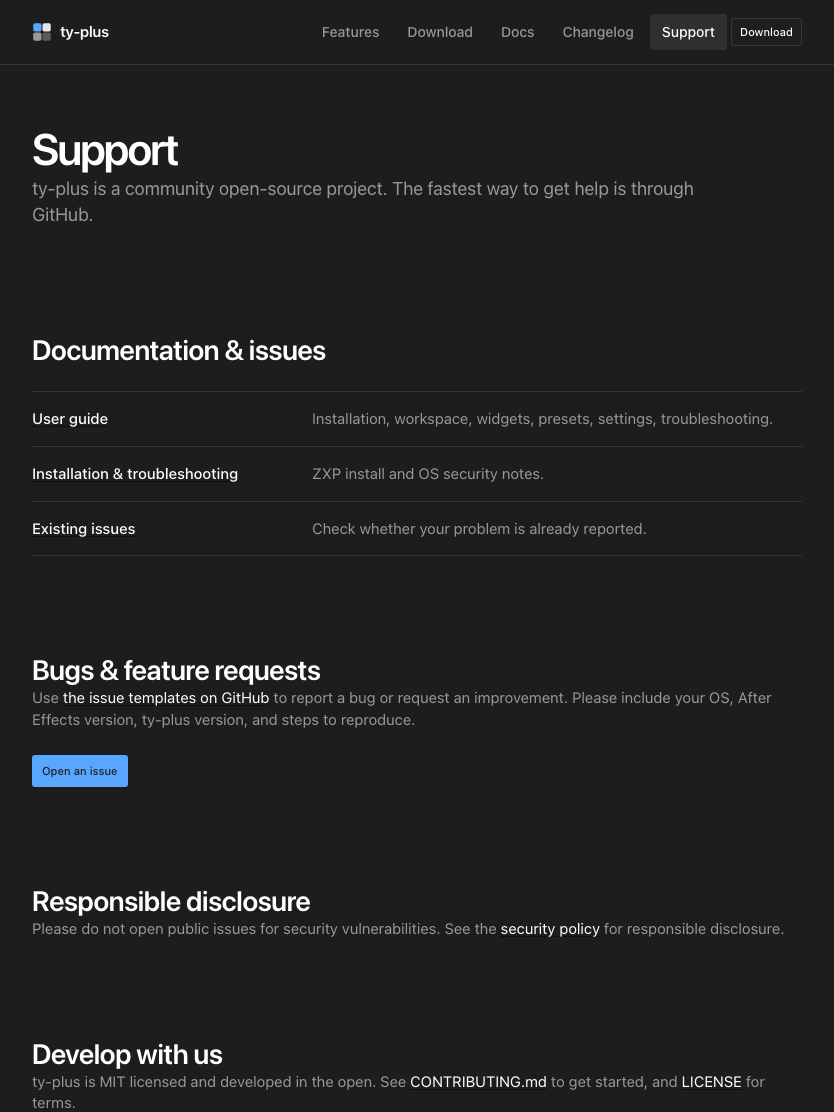 ty-plus
Features
Download
Docs
Changelog
Support
Download
Support
ty-plus is a community open-source project. The fastest way to get help is through
GitHub.
Documentation & issues
User guide
Installation, workspace, widgets, presets, settings, troubleshooting.
Installation & troubleshooting
ZXP install and OS security notes.
Existing issues
Check whether your problem is already reported.
Bugs & feature requests
Use the issue templates on GitHub to report a bug or request an improvement. Please include your OS, After
Effects version, ty-plus version, and steps to reproduce.
Open an issue
Responsible disclosure
Please do not open public issues for security vulnerabilities. See the security policy for responsible disclosure.
Develop with us
ty-plus is MIT licensed and developed in the open. See CONTRIBUTING.md to get started, and LICENSE for
terms.